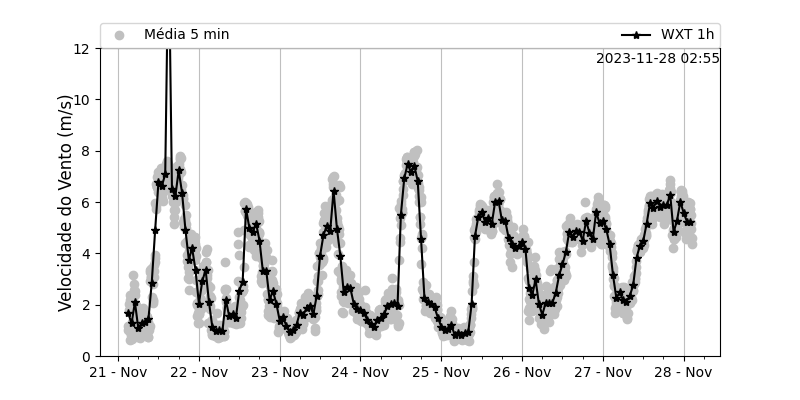 Média 5 min
WXT 1h
2023-11-28 02:55
Velocidade do Vento (m/s)
12
10
8
6
4
2
0
21 - Nov
22 - Nov
23 - Nov
24 - Nov
25 - Nov
26 - Nov
27 - Nov
28 - Nov